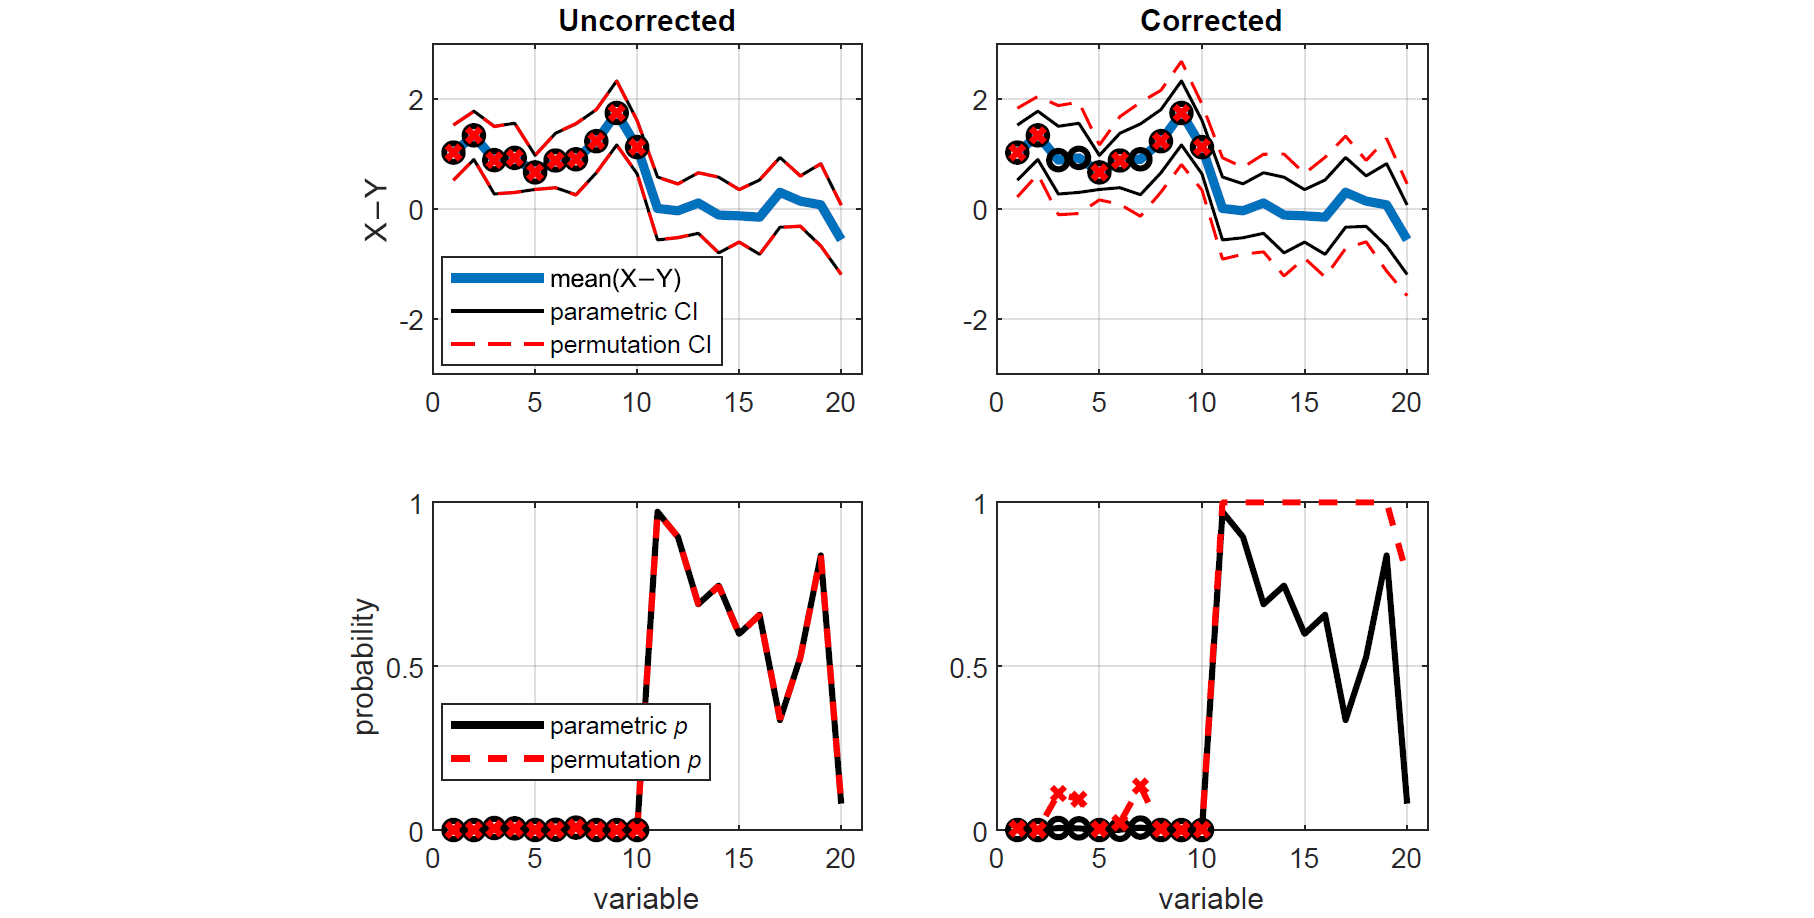 Uncorrected
Corrected
X−Y
2
0
-2
mean(X−Y)
parametric CI
permutation CI
0 5 10 15 20
2
0
-2
0 5 10 15 20
probability
1
0.5
0
parametric p
permutation p
0 5 10 15 20
variable
1
0.5
0
0 5 10 15 20
variable